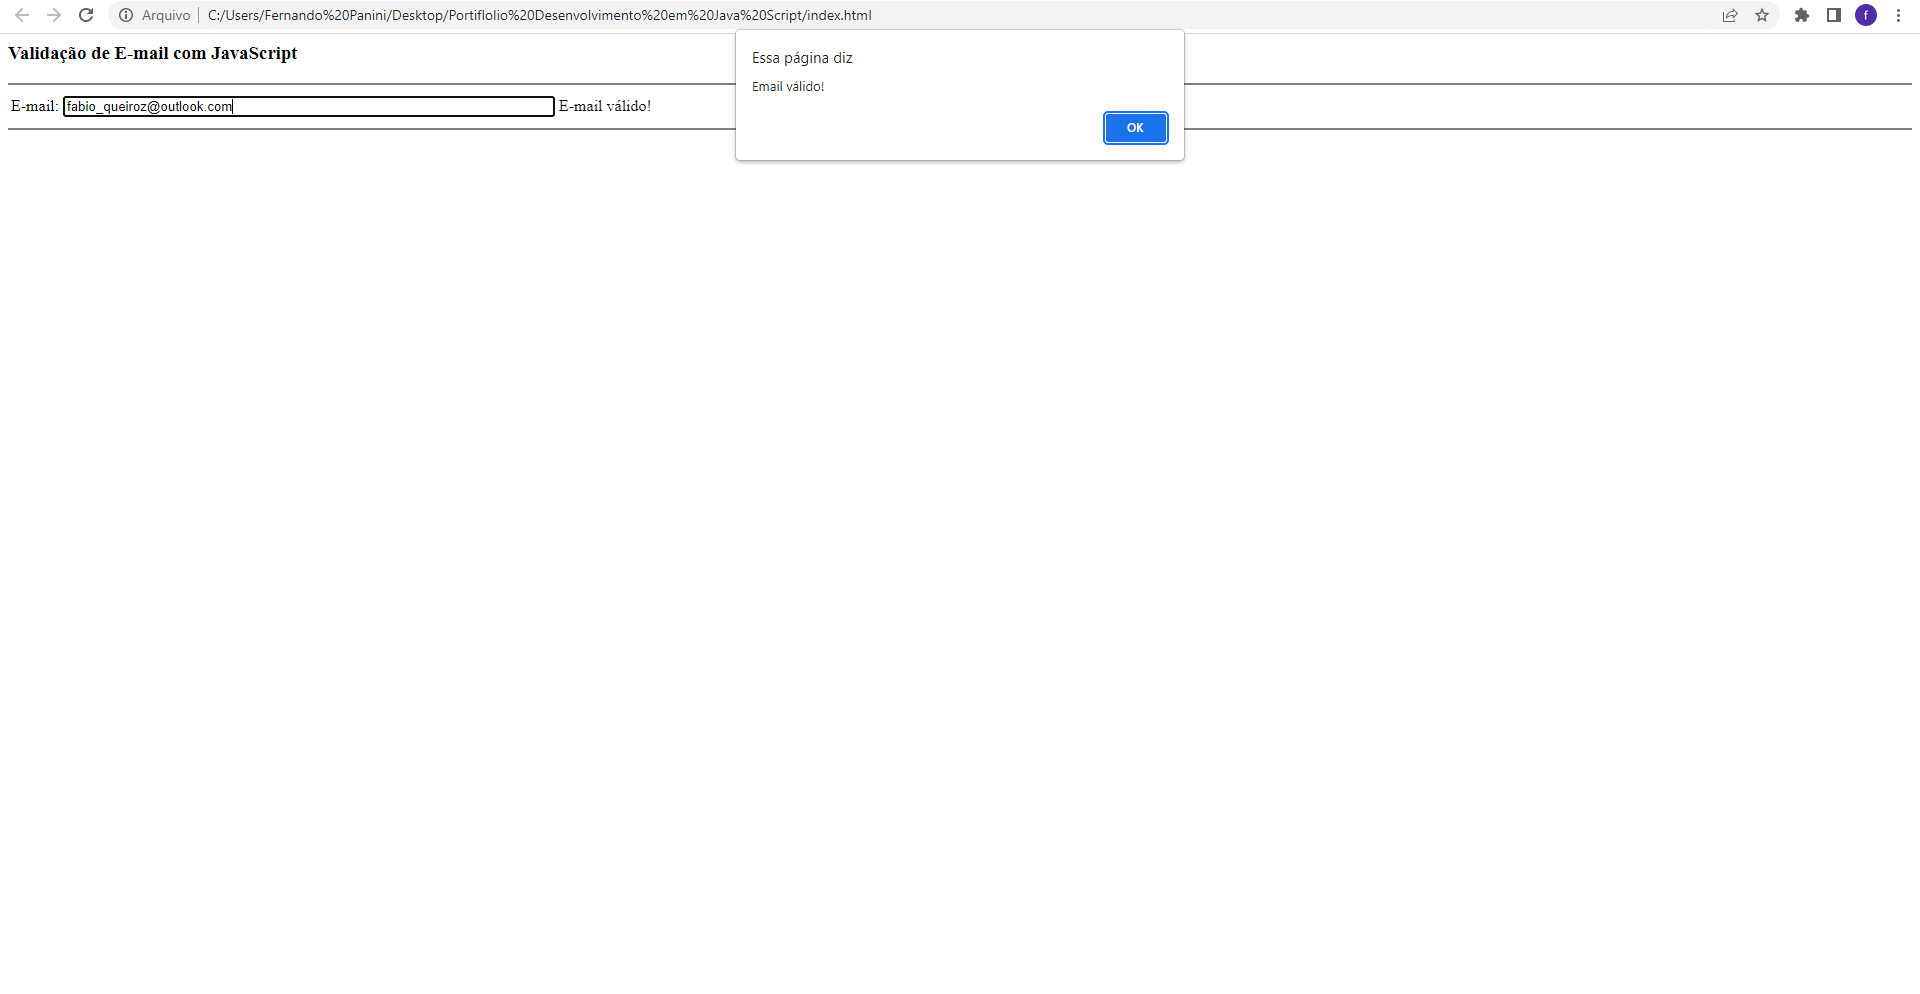 Arquivo C:/Users/Fernando%20Panini/Desktop/Portiflolio%20Desenvolvimento%20em%20Java%20Script/index.html f
Validação de E-mail com JavaScript
Essa página diz
Email válido!
E-mail: fabio_queiroz@outlook.com E-mail válido!
OK